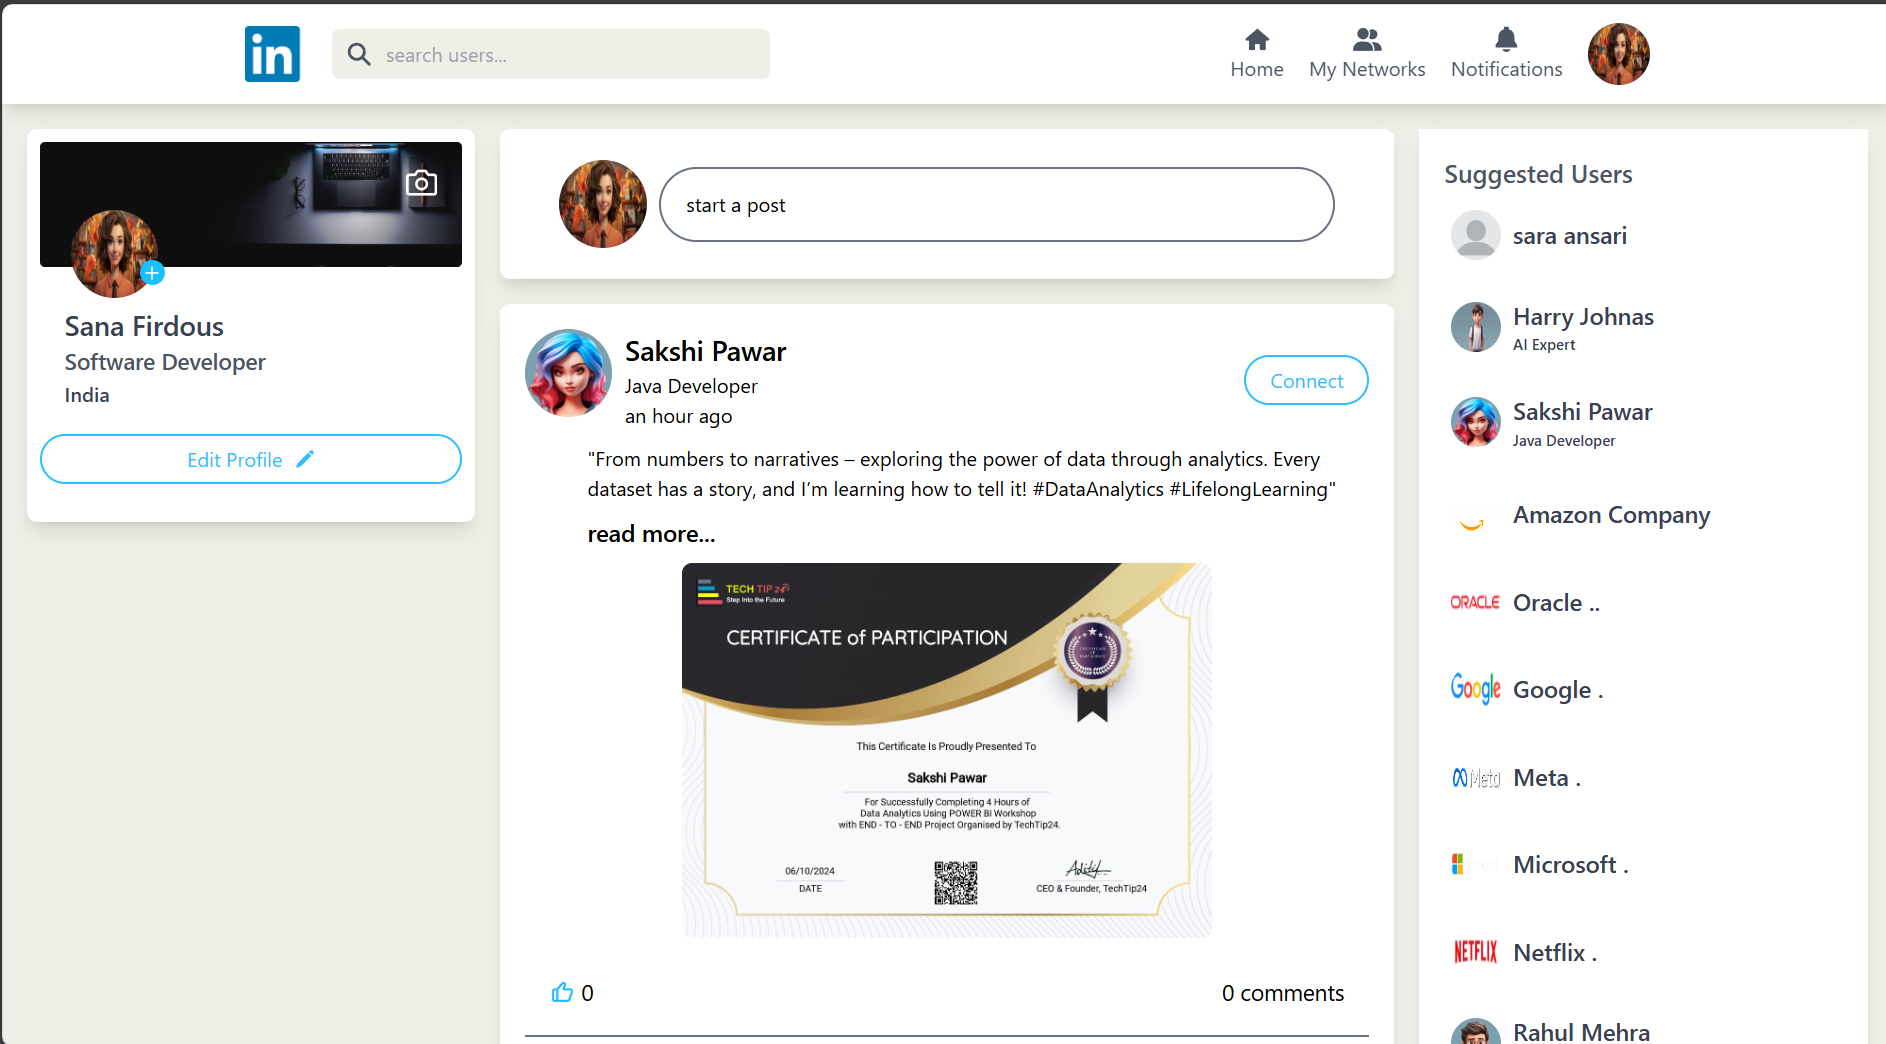 in
search users...
Home
My Networks
Notifications
Sana Firdous
Software Developer
India
Edit Profile
start a post
Sakshi Pawar
Java Developer
an hour ago
Connect
"From numbers to narratives – exploring the power of data through analytics. Every
dataset has a story, and I’m learning how to tell it! #DataAnalytics #LifelongLearning"
read more...
TECH TIP 24
Step Into the Future
CERTIFICATE of PARTICIPATION
This Certificate Is Proudly Presented To
Sakshi Pawar
For Successfully Completing 4 Hours of
Data Analytics Using POWER BI Workshop
with END - TO - END Project Organised by TechTip24.
06/10/2024
DATE
CEO & Founder, TechTip24
0
0 comments
Suggested Users
sara ansari
Harry Johnas
AI Expert
Sakshi Pawar
Java Developer
Amazon Company
ORACLE
Oracle ..
Google
Google .
Meta
Meta .
Microsoft .
NETFLIX
Netflix .
Rahul Mehra